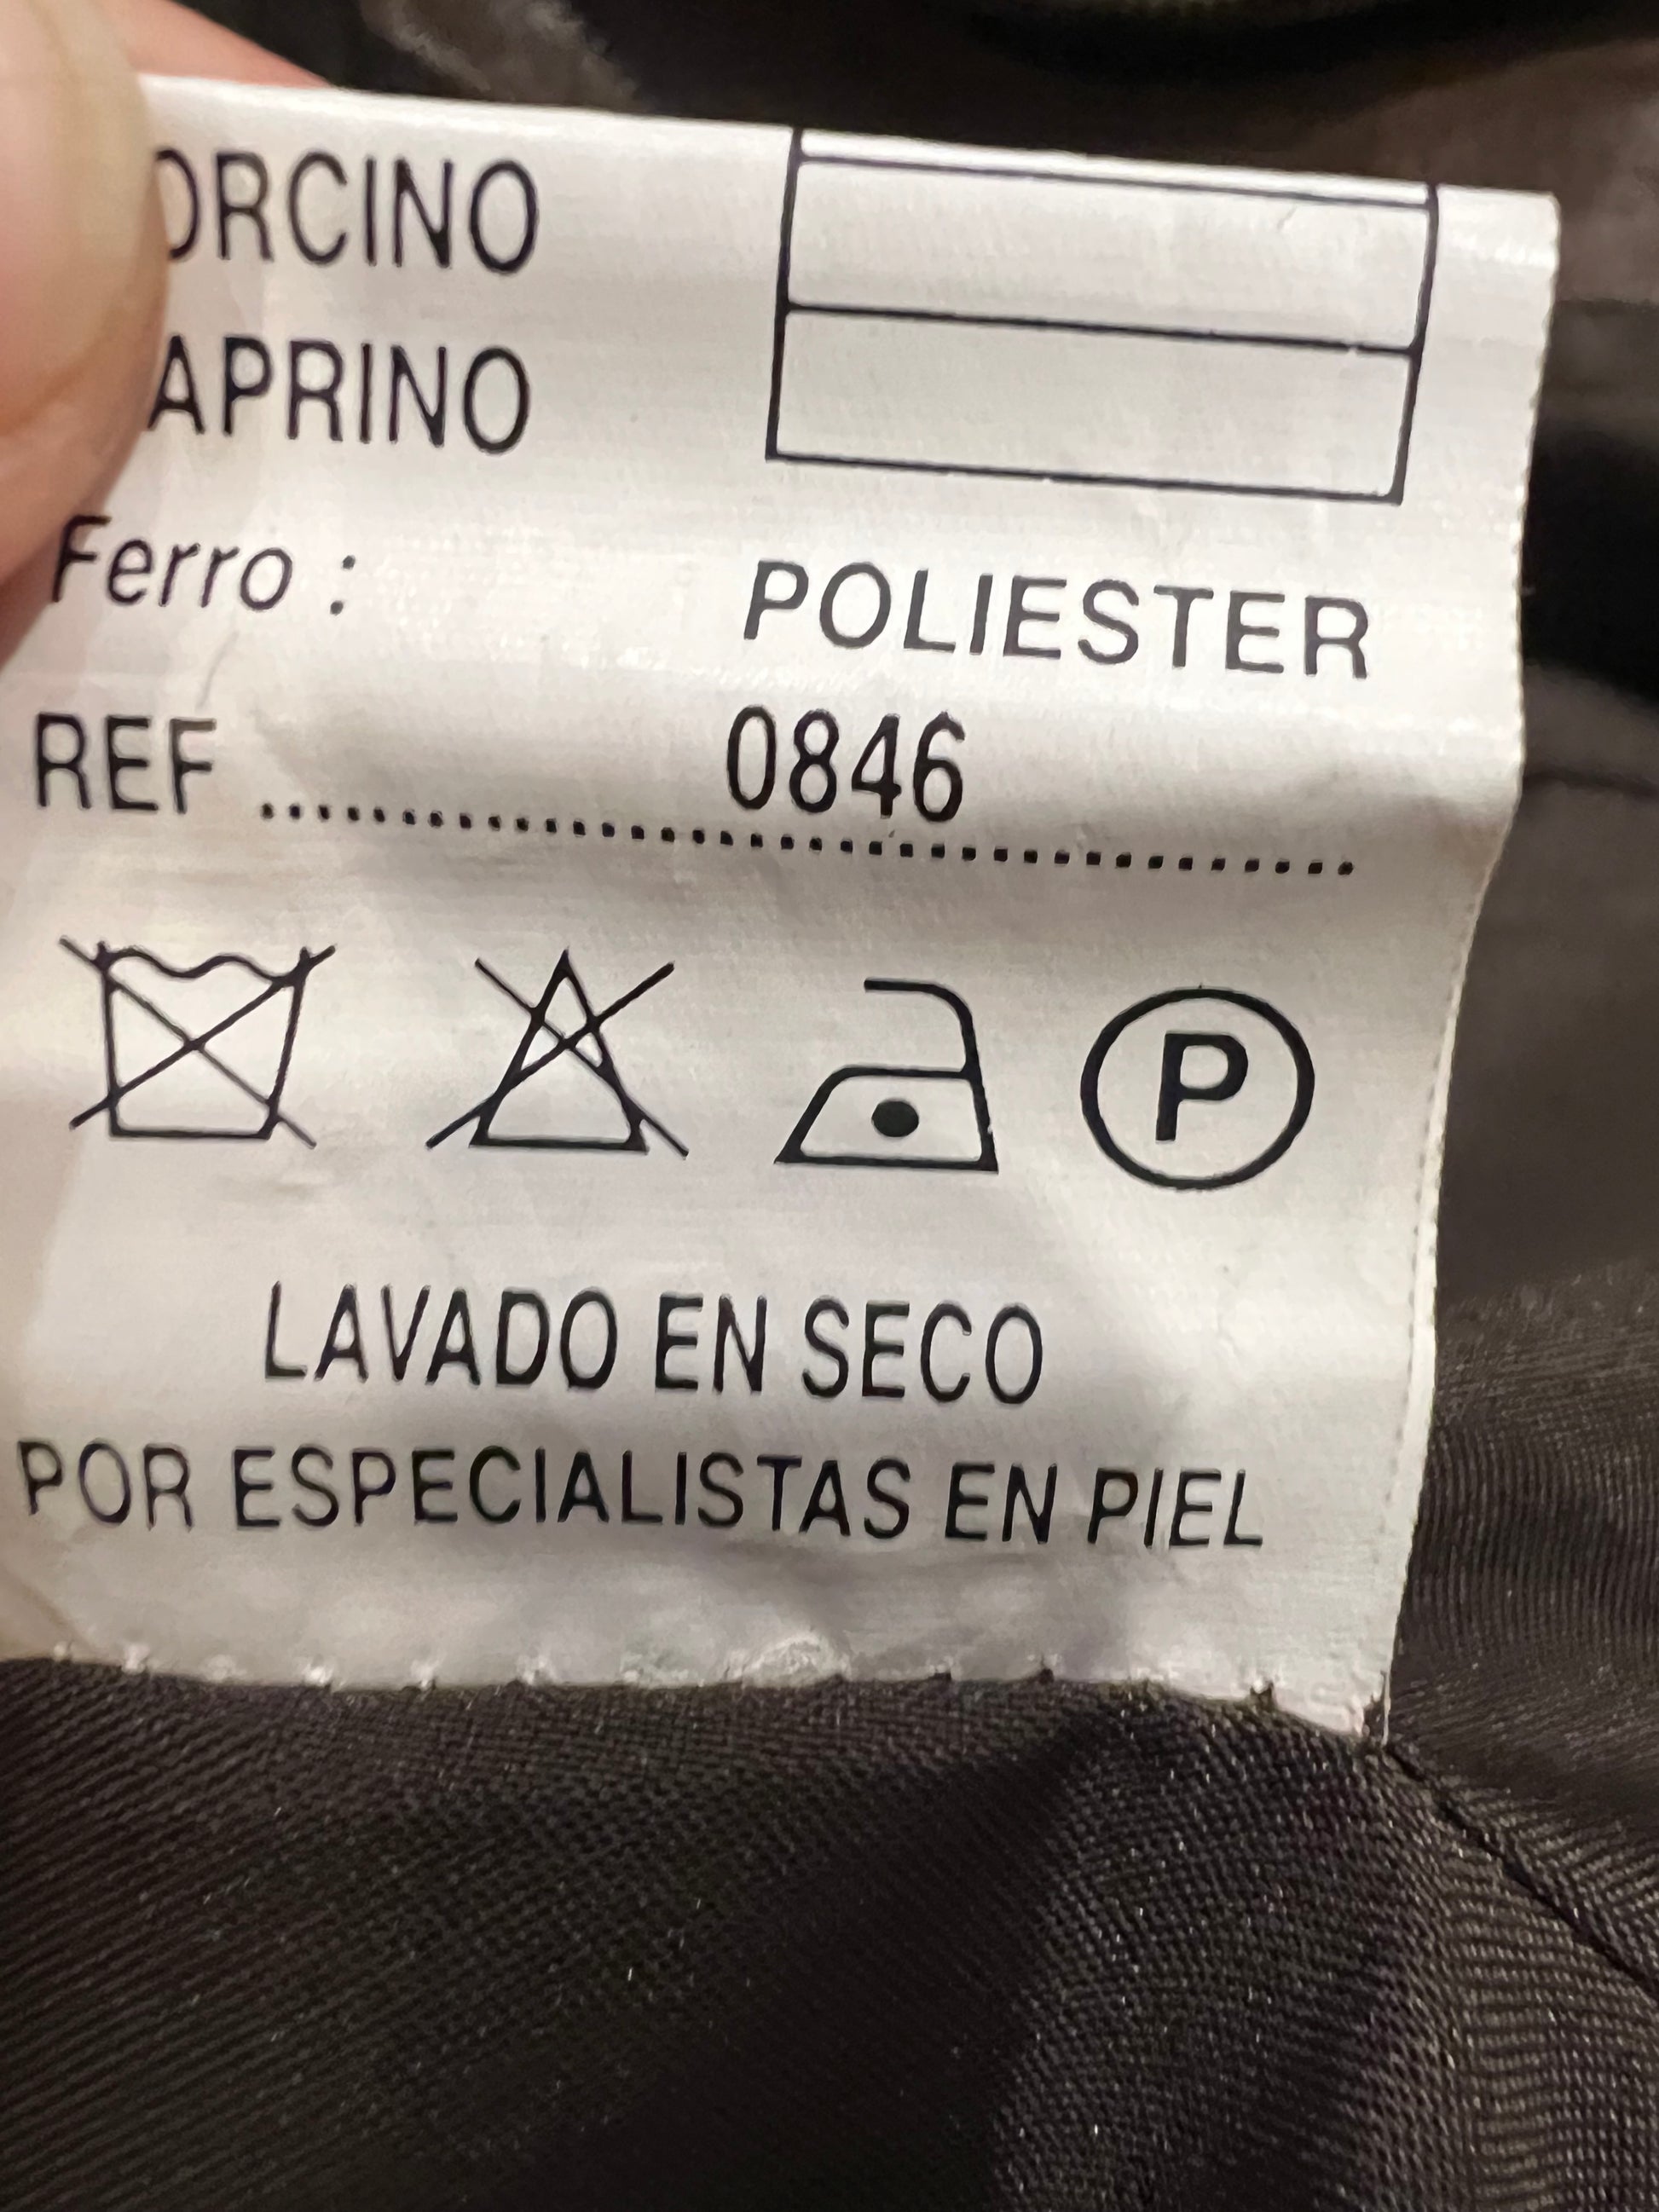 ORCINO
APRINO
Ferro : POLIESTER
REF 0846
P
LAVADO EN SECO
POR ESPECIALISTAS EN PIEL